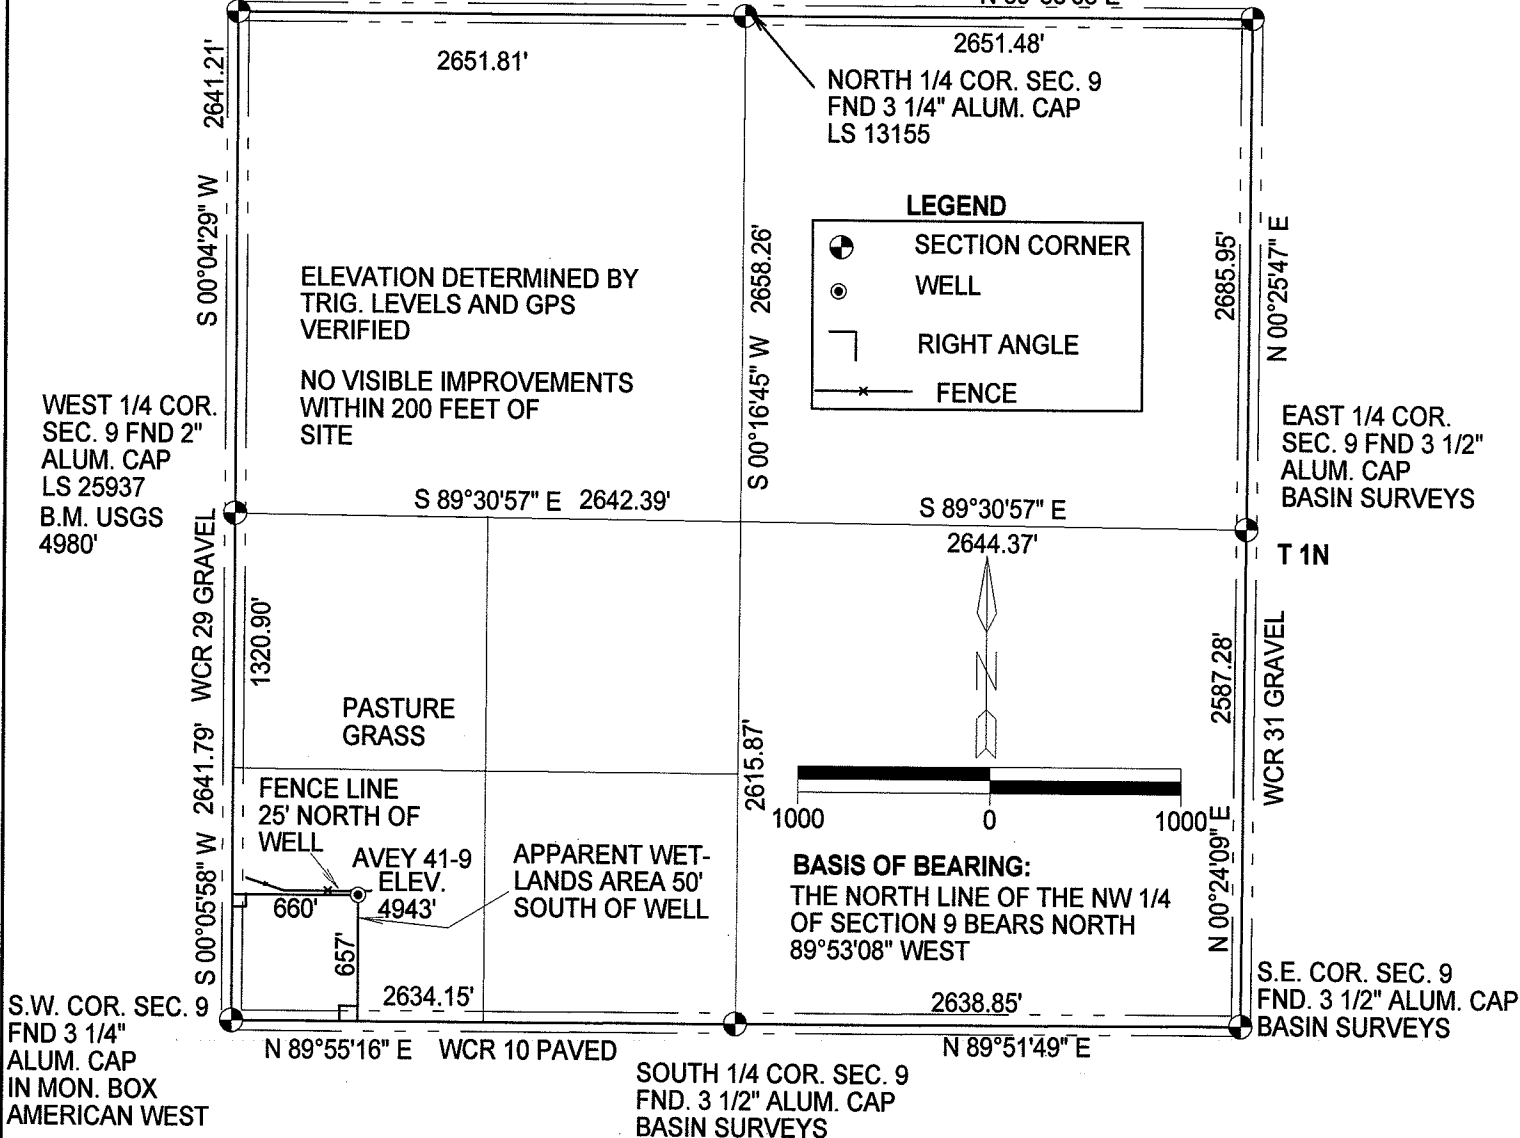 2651.81'
2651.48'
2641.21'
NORTH 1/4 COR. SEC. 9
FND 3 1/4" ALUM. CAP
LS 13155
S 00°04'29" W
LEGEND
SECTION CORNER
WELL
RIGHT ANGLE
FENCE
2658.26'
S 00°16'45" W
2685.95'
N 00°25'47" E
ELEVATION DETERMINED BY
TRIG. LEVELS AND GPS
VERIFIED
NO VISIBLE IMPROVEMENTS
WITHIN 200 FEET OF
SITE
WEST 1/4 COR.
SEC. 9 FND 2"
ALUM. CAP
LS 25937
B.M. USGS
4980'
EAST 1/4 COR.
SEC. 9 FND 3 1/2"
ALUM. CAP
BASIN SURVEYS
S 89°30'57" E 2642.39'
S 89°30'57" E
2644.37'
T 1N
N
WCR 29 GRAVEL
1320.90'
2641.79'
S 00°05'58" W
PASTURE
GRASS
FENCE LINE
25' NORTH OF
WELL
AVEY 41-9
ELEV.
4943'
660'
657'
APPARENT WET-
LANDS AREA 50'
SOUTH OF WELL
2615.87'
2587.28'
WCR 31 GRAVEL
N 00°24'09" E
1000 0 1000
BASIS OF BEARING:
THE NORTH LINE OF THE NW 1/4
OF SECTION 9 BEARS NORTH
89°53'08" WEST
S.W. COR. SEC. 9
FND 3 1/4"
ALUM. CAP
IN MON. BOX
AMERICAN WEST
2634.15'
N 89°55'16" E WCR 10 PAVED
2638.85'
N 89°51'49" E
S.E. COR. SEC. 9
FND. 3 1/2" ALUM. CAP
BASIN SURVEYS
SOUTH 1/4 COR. SEC. 9
FND. 3 1/2" ALUM. CAP
BASIN SURVEYS